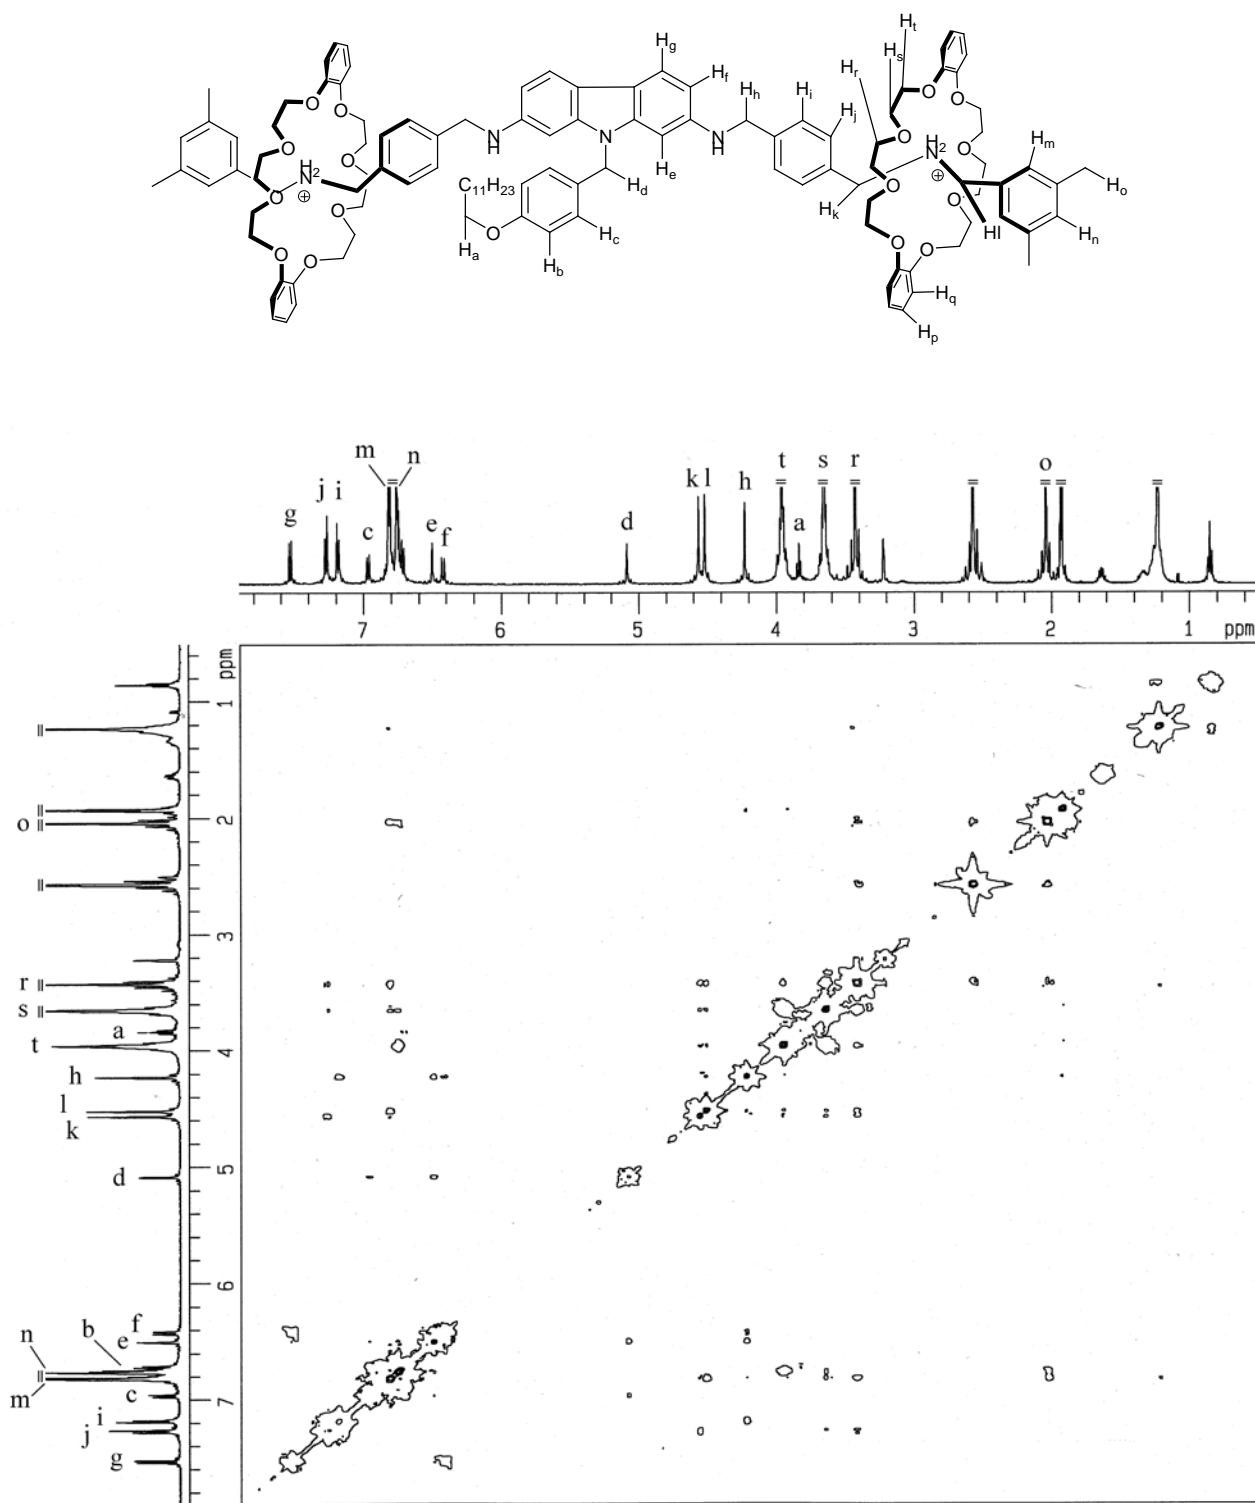 Ht
Hg
Hs
Hr
Hf
Hh
Hi
Hj
O
O
O
O
O
H2
N
⊕
O
O
O
O
NH
N
NH
He
Hd
C11H23
O
Ha
Hb
Hc
O
O
O
O
O
O
O
O
H2
N
⊕
Hk
Hl
Hm
Ho
Hn
Hq
Hp
m n
j i g c e f d k l h t a s r o
7 6 5 4 3 2 1 ppm
ppm
1
2
o
3
r
s
a
t
4
h
l
k
d
5
6
f
b
n
e
m
c
7
i
j
g